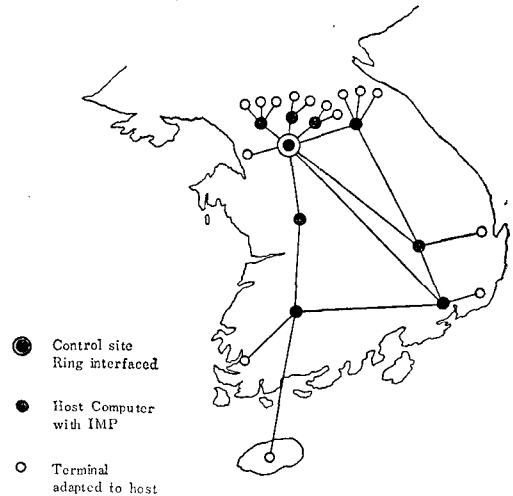 Control site
Ring interfaced
Host Computer
with IMP
Terminal
adapted to host